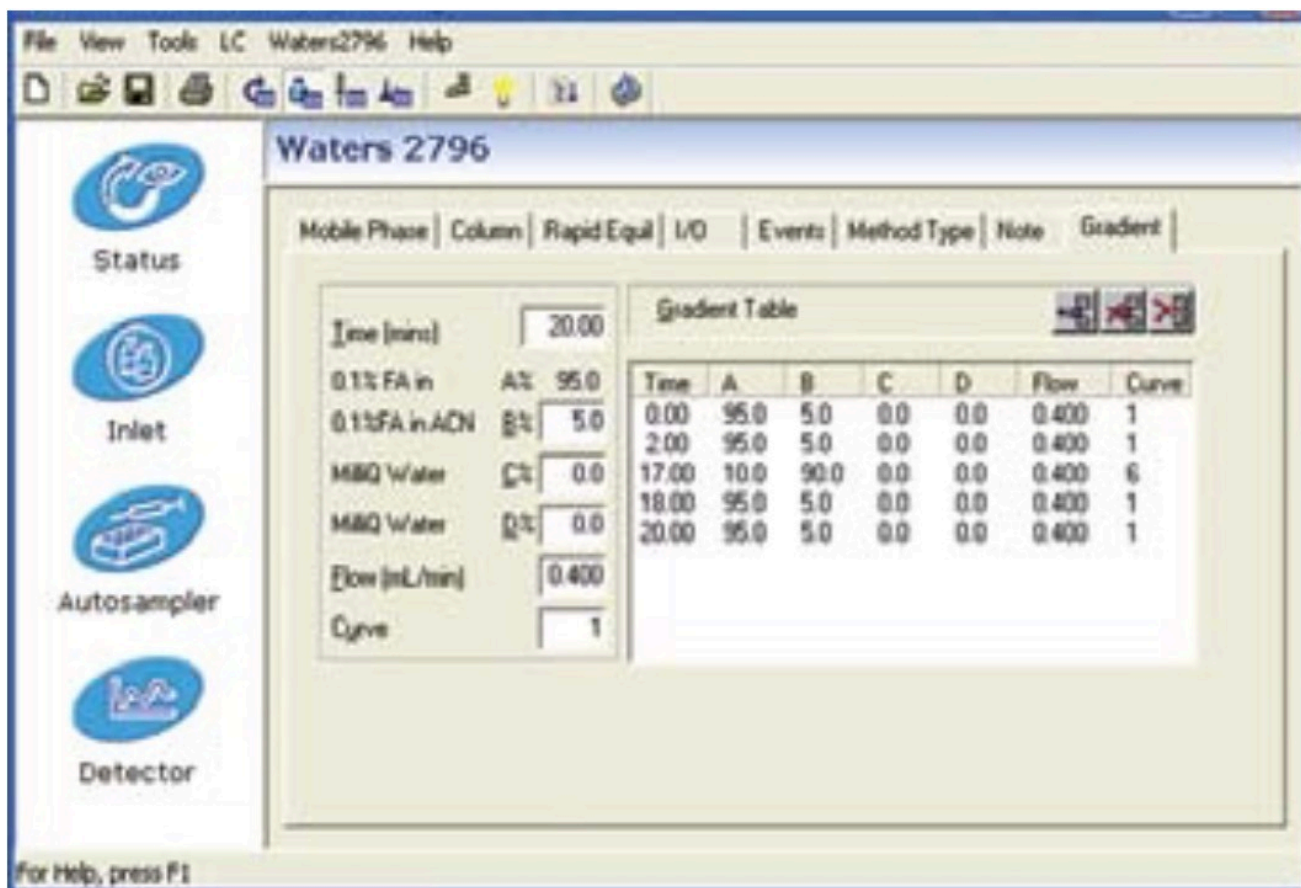 File View Tools LC Waters2796 Help
Waters 2796
Status
Inlet
Autosampler
Detector
Mobile Phase Column Rapid Equil I/O Events Method Type Note Gradient
Time (mins) 20.00
0.1% FA in A% 95.0
0.1%FA in ACN B% 5.0
MilliQ Water C% 0.0
MilliQ Water D% 0.0
Flow (mL/min) 0.400
Curve 1
Gradient Table
Time A B C D Flow Curve
0.00 95.0 5.0 0.0 0.0 0.400 1
2.00 95.0 5.0 0.0 0.0 0.400 1
17.00 10.0 90.0 0.0 0.0 0.400 6
18.00 95.0 5.0 0.0 0.0 0.400 1
20.00 95.0 5.0 0.0 0.0 0.400 1
For Help, press F1